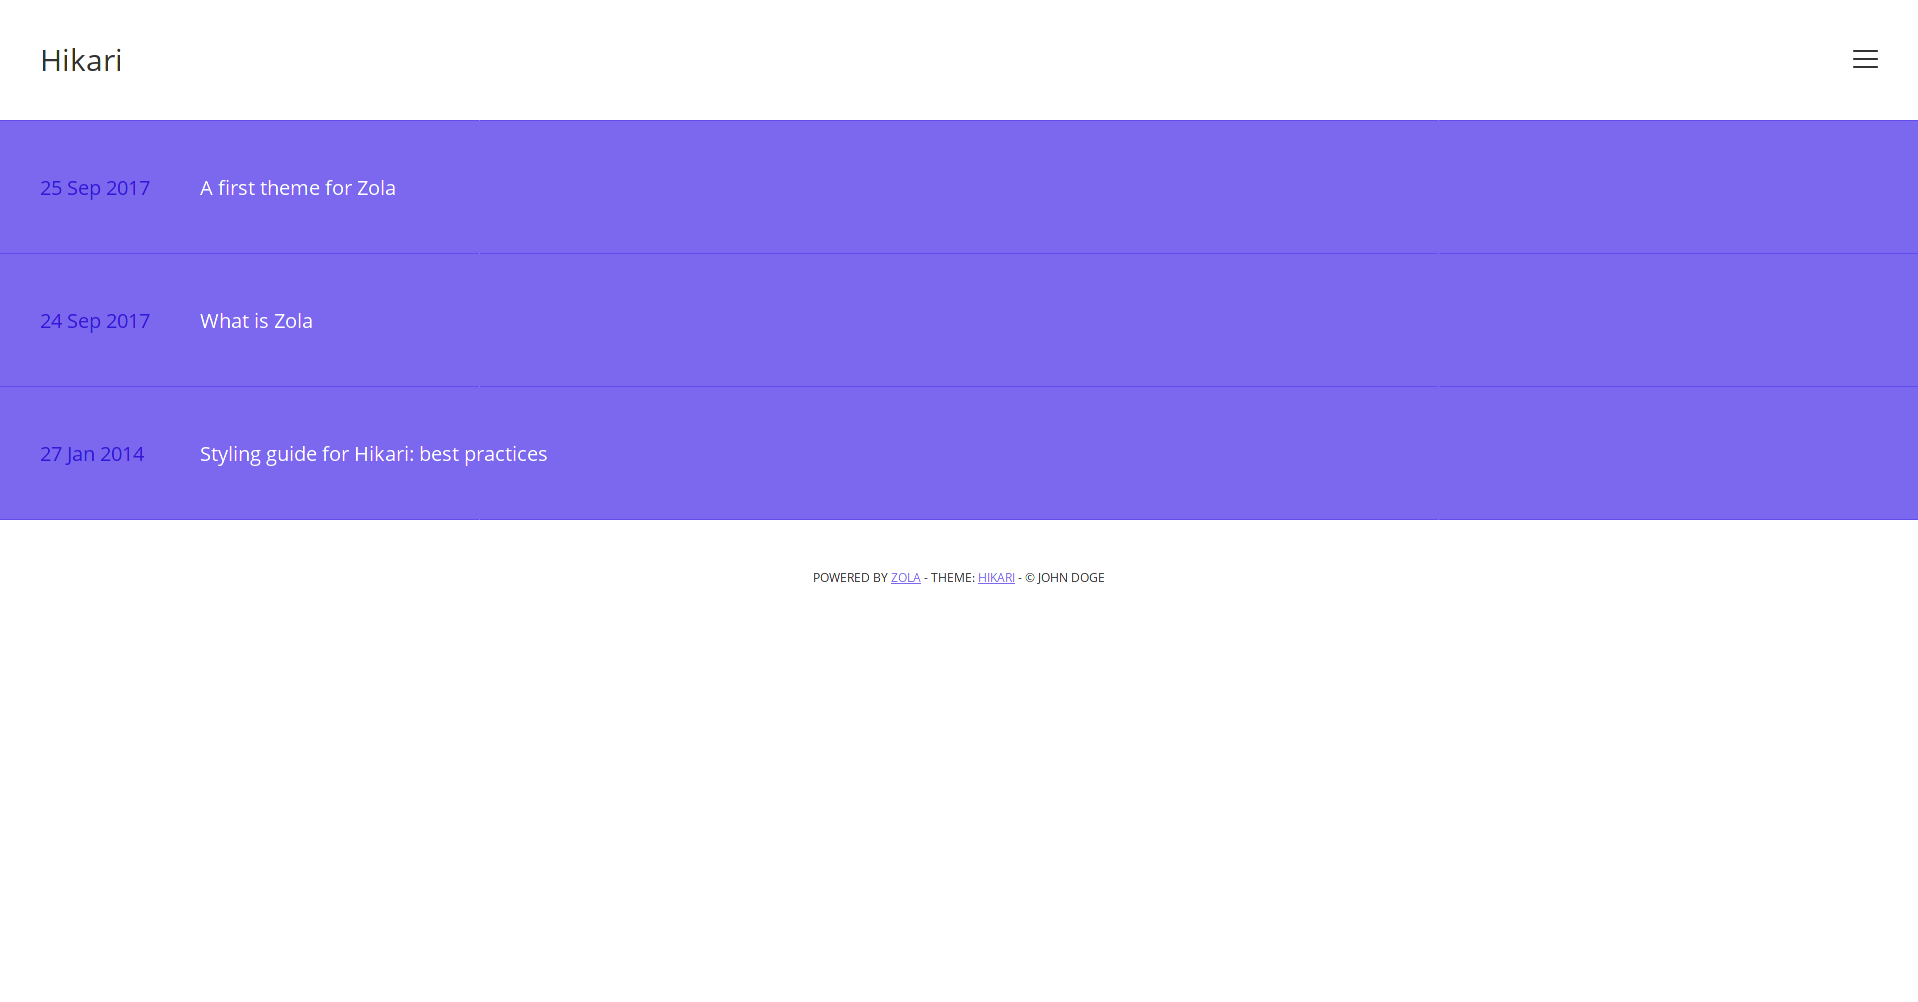 Hikari
25 Sep 2017 A first theme for Zola
24 Sep 2017 What is Zola
27 Jan 2014 Styling guide for Hikari: best practices
POWERED BY ZOLA - THEME: HIKARI - © JOHN DOGE